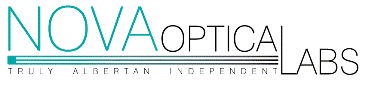 NOVA OPTICAL LABS
TRULY ALBERTAN INDEPENDENT